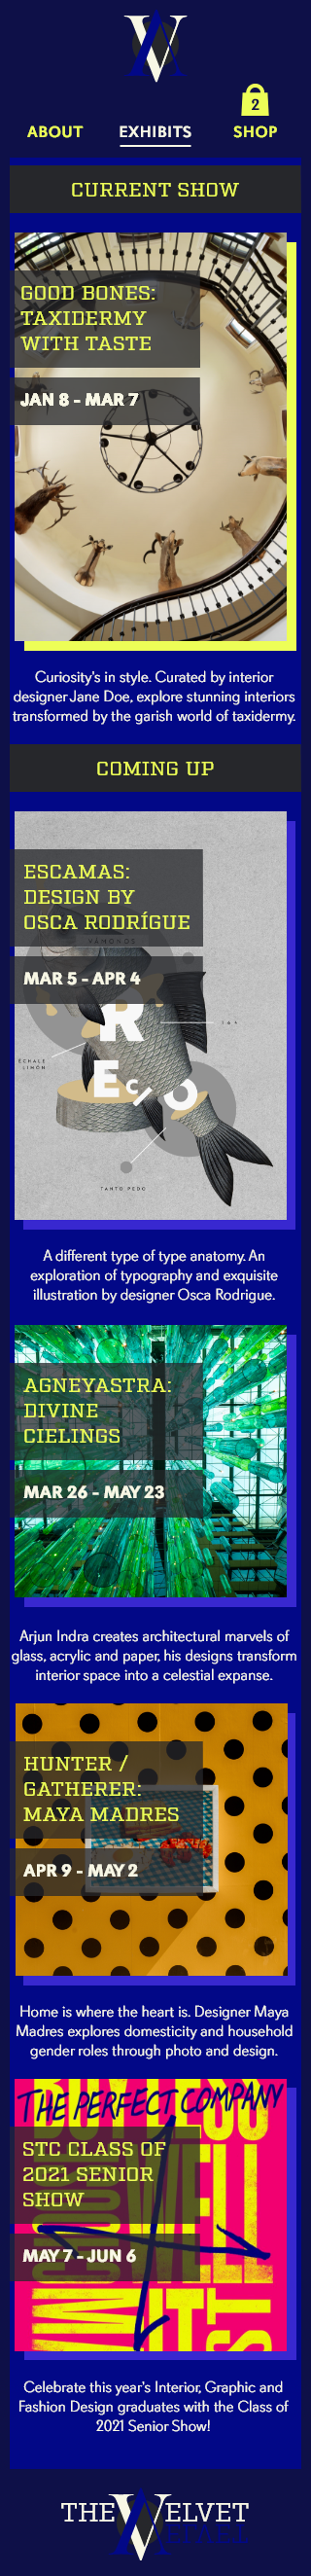 2
ABOUT EXHIBITS SHOP
CURRENT SHOW
GOOD BONES:
TAXIDERMY
WITH TASTE
JAN 8 - MAR 7
Curiosity's in style. Curated by interior
designer Jane Doe, explore stunning interiors
transformed by the garish world of taxidermy.
COMING UP
ESCAMAS:
DESIGN BY
OSCA RODRÍGUE
VÁMONOS
MAR 5 - APR 4
R
ÉCHALE
LIMÓN
E c / O
TANTO PEDO
A different type of type anatomy. An
exploration of typography and exquisite
illustration by designer Osca Rodrigue.
AGNEYASTRA:
DIVINE
CIELINGS
MAR 26 - MAY 23
Arjun Indra creates architectural marvels of
glass, acrylic and paper, his designs transform
interior space into a celestial expanse.
HUNTER /
GATHERER:
MAYA MADRES
APR 9 - MAY 2
Home is where the heart is. Designer Maya
Madres explores domesticity and household
gender roles through photo and design.
THE PERFECT COMPANY
STC CLASS OF
2021 SENIOR
SHOW
MAY 7 - JUN 6
Celebrate this year's Interior, Graphic and
Fashion Design graduates with the Class of
2021 Senior Show!
THE VELVET